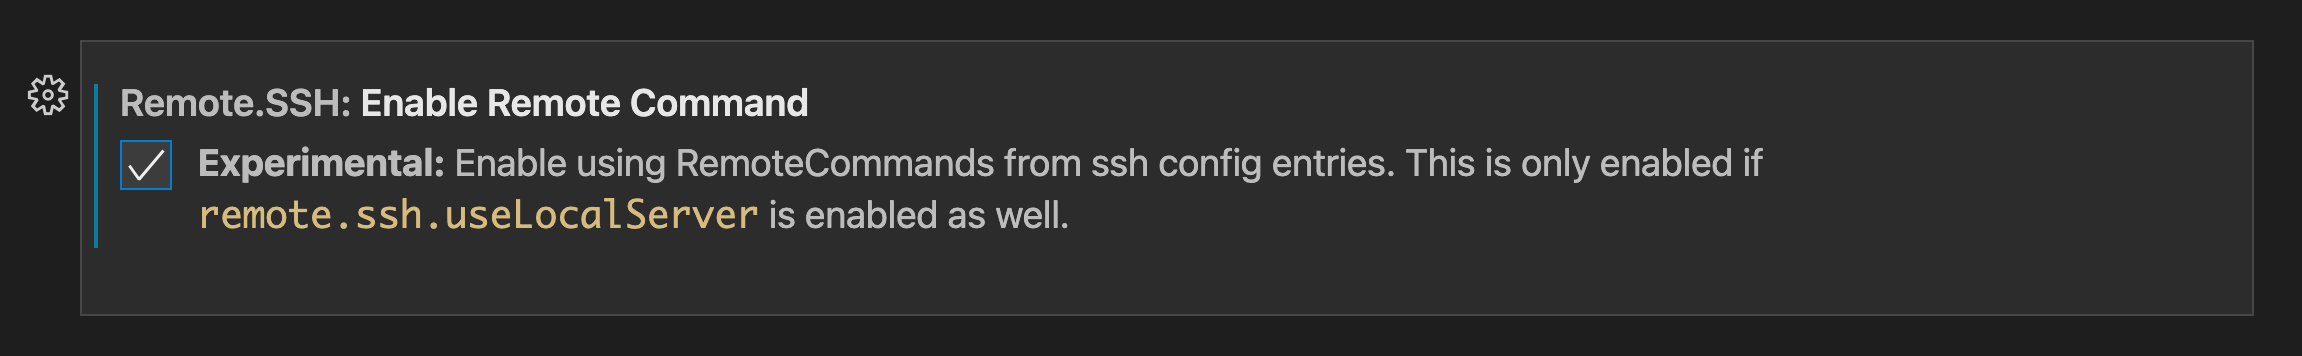 Remote.SSH: Enable Remote Command
Experimental: Enable using RemoteCommands from ssh config entries. This is only enabled if
remote.ssh.useLocalServer is enabled as well.